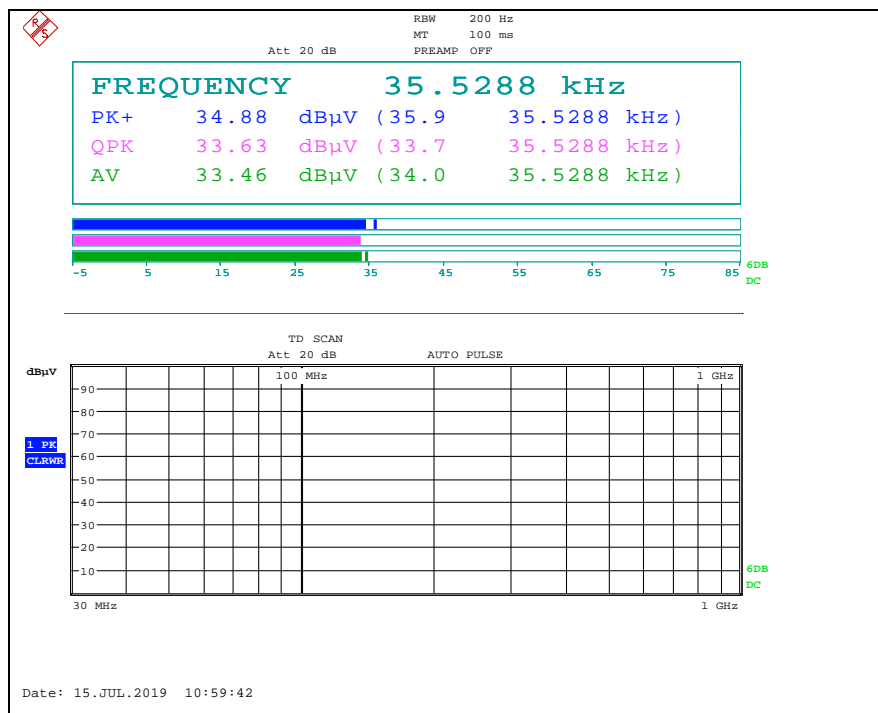 R S
RBW 200 Hz
MT 100 ms
Att 20 dB PREAMP OFF
FREQUENCY 35.5288 kHz
PK+ 34.88 dBµV (35.9 35.5288 kHz)
QPK 33.63 dBµV (33.7 35.5288 kHz)
AV 33.46 dBµV (34.0 35.5288 kHz)
-5 5 15 25 35 45 55 65 75 85
6DB
DC
TD SCAN
Att 20 dB AUTO PULSE
dBµV
100 MHz 1 GHz
90
80
70
1 PK
CLRWR
60
50
40
30
20
10
6DB
DC
30 MHz 1 GHz
Date: 15.JUL.2019 10:59:42